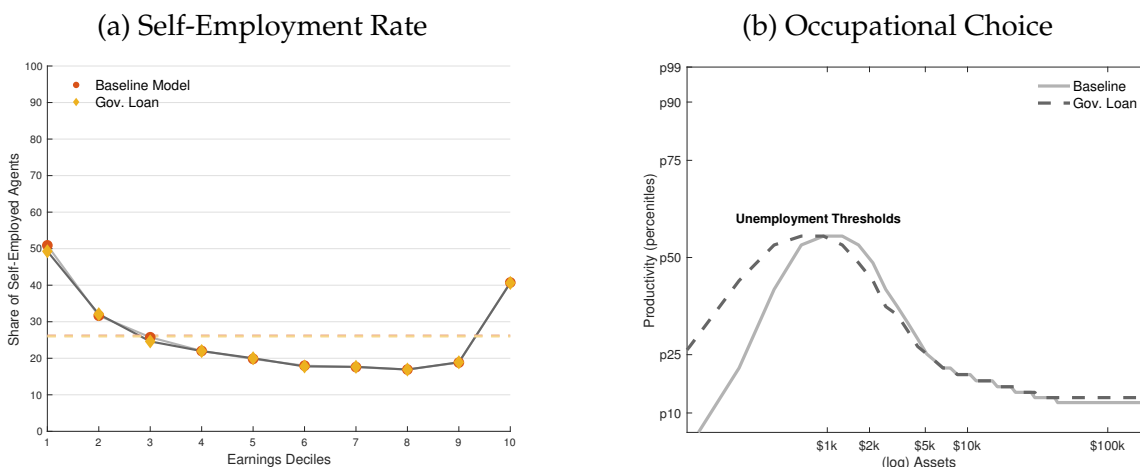 (a) Self-Employment Rate
Share of Self-Employed Agents
100
90
80
70
60
50
40
30
20
10
0
Baseline Model
Gov. Loan
1 2 3 4 5 6 7 8 9 10
Earnings Deciles
(b) Occupational Choice
Productivity (percenitles)
p99
p90
p75
p50
p25
p10
Baseline
Gov. Loan
Unemployment Thresholds
$1k $2k $5k $10k $100k
(log) Assets